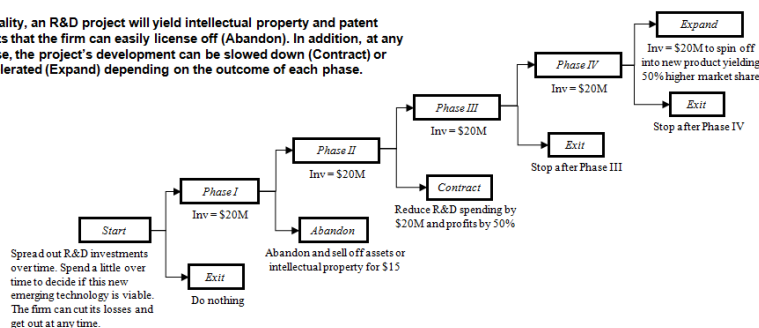 ality, an R&D project will yield intellectual property and patent
ts that the firm can easily license off (Abandon). In addition, at any
se, the project's development can be slowed down (Contract) or
lerated (Expand) depending on the outcome of each phase.
Expand
Inv = $20M to spin off
into new product yielding
50% higher market share
Phase IV
Inv = $20M
Exit
Stop after Phase IV
Phase III
Inv = $20M
Exit
Stop after Phase III
Phase II
Inv = $20M
Contract
Reduce R&D spending by
$20M and profits by 50%
Phase I
Inv = $20M
Abandon
Abandon and sell off assets or
intellectual property for $15
Start
Spread out R&D investments
over time. Spend a little over
time to decide if this new
emerging technology is viable.
The firm can cut its losses and
get out at any time.
Exit
Do nothing